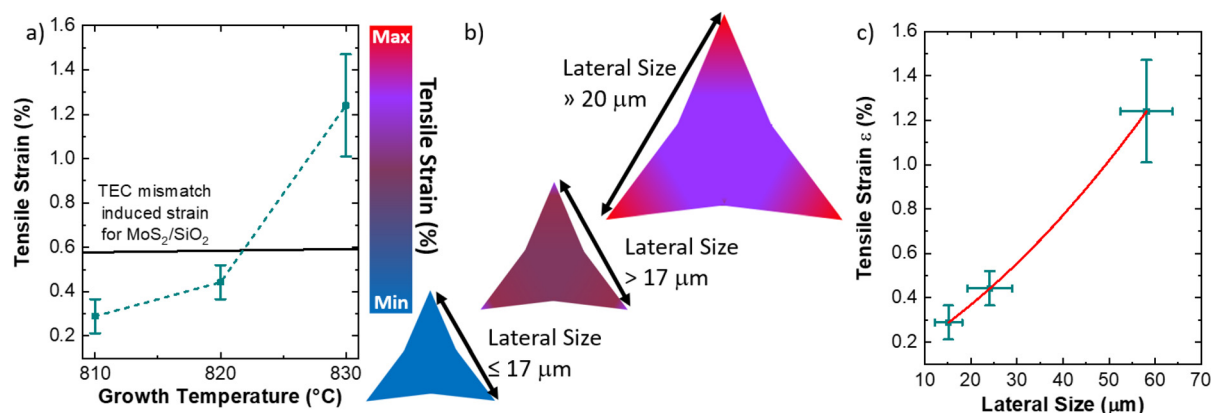 a)
Tensile Strain (%)
1.6
1.4
1.2
1.0
0.8
0.6
0.4
0.2
TEC mismatch
induced strain
for MoS₂/SiO₂
810
820
830
Growth Temperature (°C)
Max
Tensile Strain (%)
Min
b)
Lateral Size
» 20 μm
Lateral Size
> 17 μm
Lateral Size
≤ 17 μm
c)
Tensile Strain ε (%)
1.6
1.4
1.2
1.0
0.8
0.6
0.4
0.2
10 20 30 40 50 60 70
Lateral Size (μm)